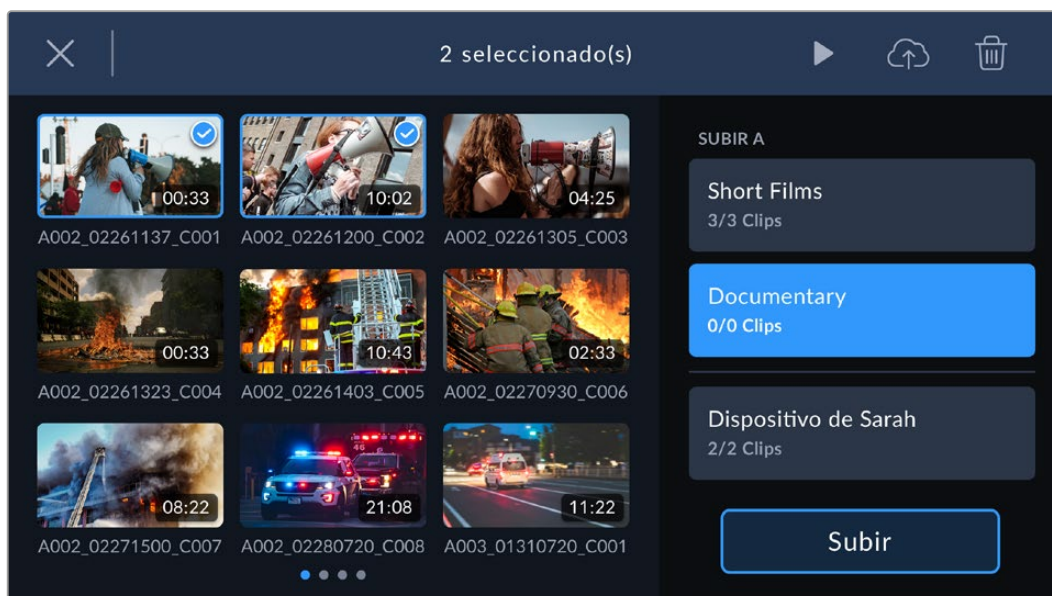 2 seleccionado(s)
00:33
10:02
04:25
A002_02261137_C001
A002_02261200_C002
A002_02261305_C003
00:33
10:43
02:33
A002_02261323_C004
A002_02261403_C005
A002_02270930_C006
46
08:22
21:08
11:22
A002_02271500_C007
A002_02280720_C008
A003_01310720_C001
SUBIR A
Short Films
3/3 Clips
Documentary
0/0 Clips
Dispositivo de Sarah
2/2 Clips
Subir